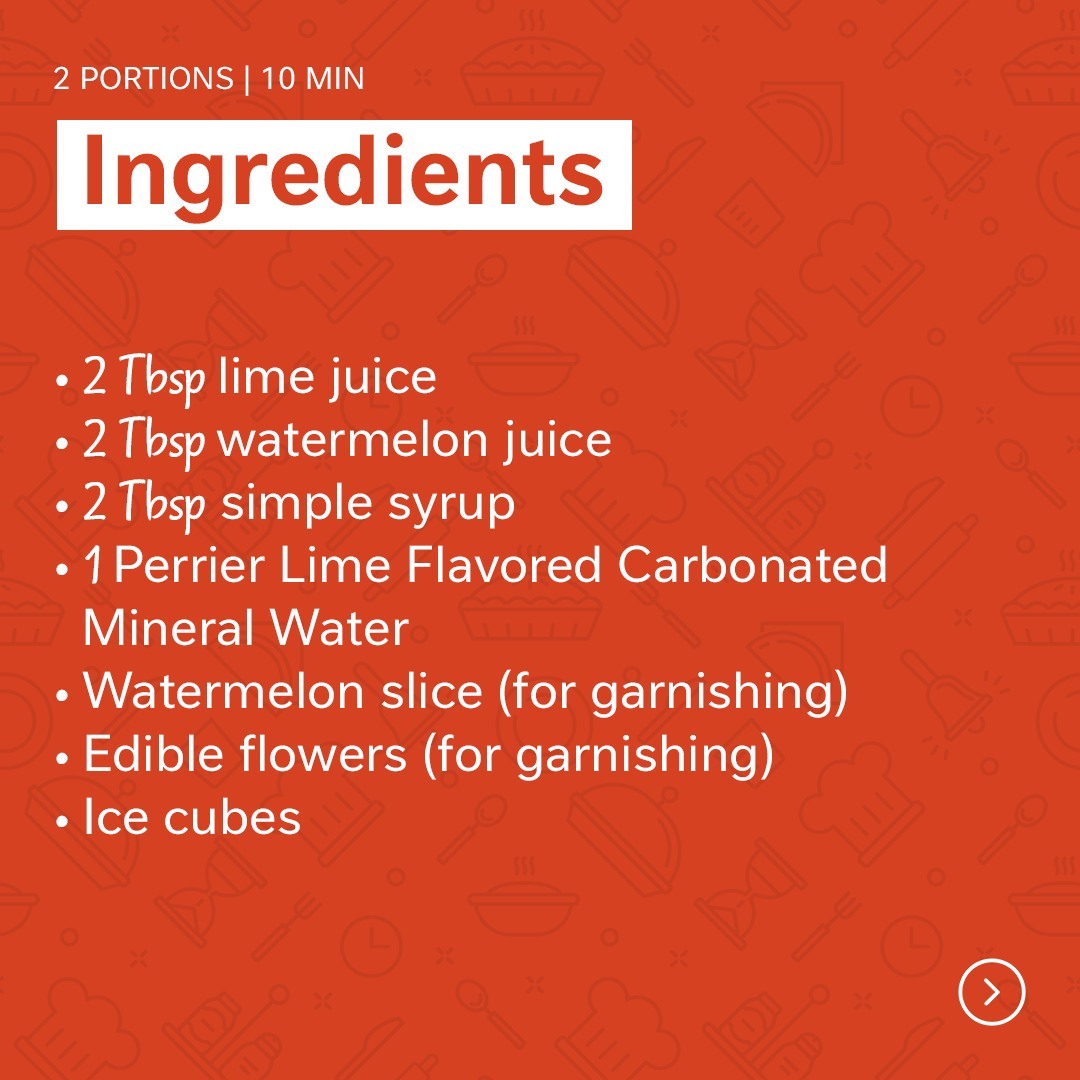 2 PORTIONS | 10 MIN
Ingredients
• 2 Tbsp lime juice
• 2 Tbsp watermelon juice
• 2 Tbsp simple syrup
• 1 Perrier Lime Flavored Carbonated
Mineral Water
• Watermelon slice (for garnishing)
• Edible flowers (for garnishing)
• Ice cubes